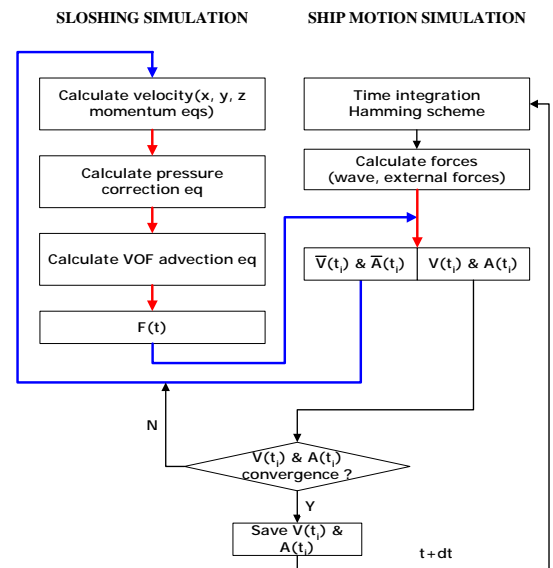 SLOSHING SIMULATION
SHIP MOTION SIMULATION
Calculate velocity(x, y, z
momentum eqs)
Calculate pressure
correction eq
Calculate VOF advection eq
F(t)
Time integration
Hamming scheme
Calculate forces
(wave, external forces)
V̅(tᵢ) & A̅(tᵢ)
V(tᵢ) & A(tᵢ)
N
V(tᵢ) & A(tᵢ)
convergence ?
Y
Save V(tᵢ) &
A(tᵢ)
t+dt